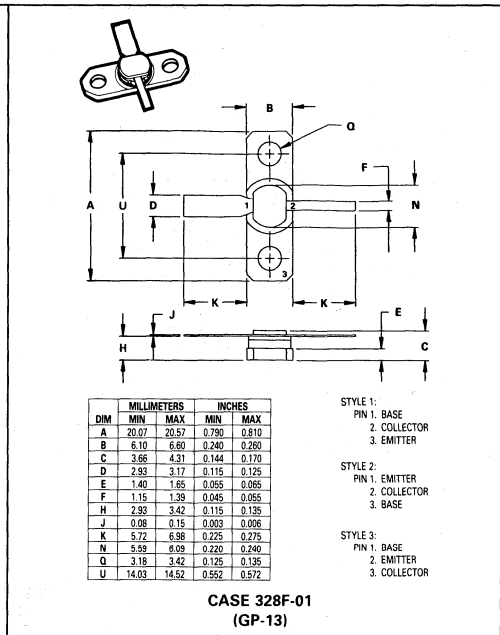 B
Q
F
A
U
D
1
2
N
3
K
K
J
E
H
C
MILLIMETERS INCHES
DIM MIN MAX MIN MAX
A 20.07 20.57 0.790 0.810
B 6.10 6.60 0.240 0.260
C 3.66 4.31 0.144 0.170
D 2.93 3.17 0.115 0.125
E 1.40 1.65 0.055 0.065
F 1.15 1.39 0.045 0.055
H 2.93 3.42 0.115 0.135
J 0.08 0.15 0.003 0.006
K 5.72 6.98 0.225 0.275
N 5.59 6.09 0.220 0.240
Q 3.18 3.42 0.125 0.135
U 14.03 14.52 0.552 0.572
STYLE 1:
PIN 1. BASE
2. COLLECTOR
3. EMITTER
STYLE 2:
PIN 1. EMITTER
2. COLLECTOR
3. BASE
STYLE 3:
PIN 1. BASE
2. EMITTER
3. COLLECTOR
CASE 328F-01
(GP-13)